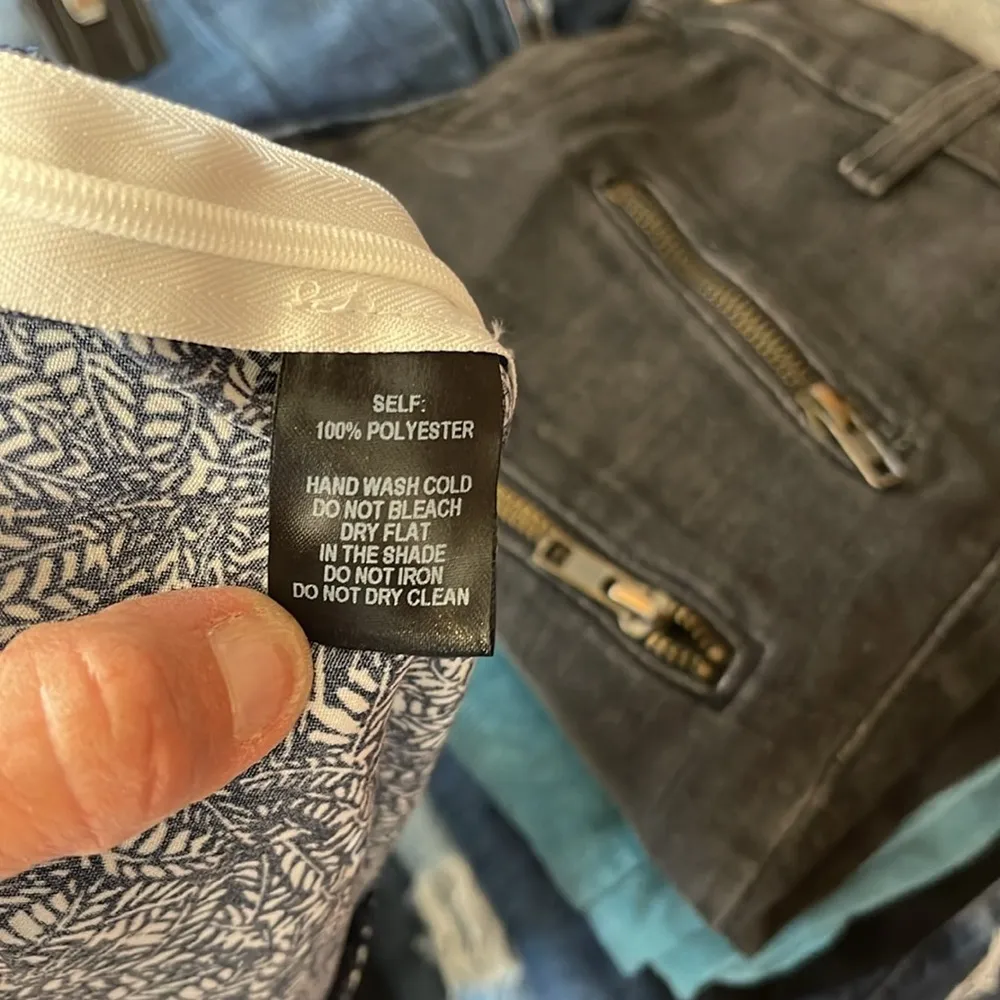 SELF:
100% POLYESTER
HAND WASH COLD
DO NOT BLEACH
DRY FLAT
IN THE SHADE
DO NOT IRON
DO NOT DRY CLEAN